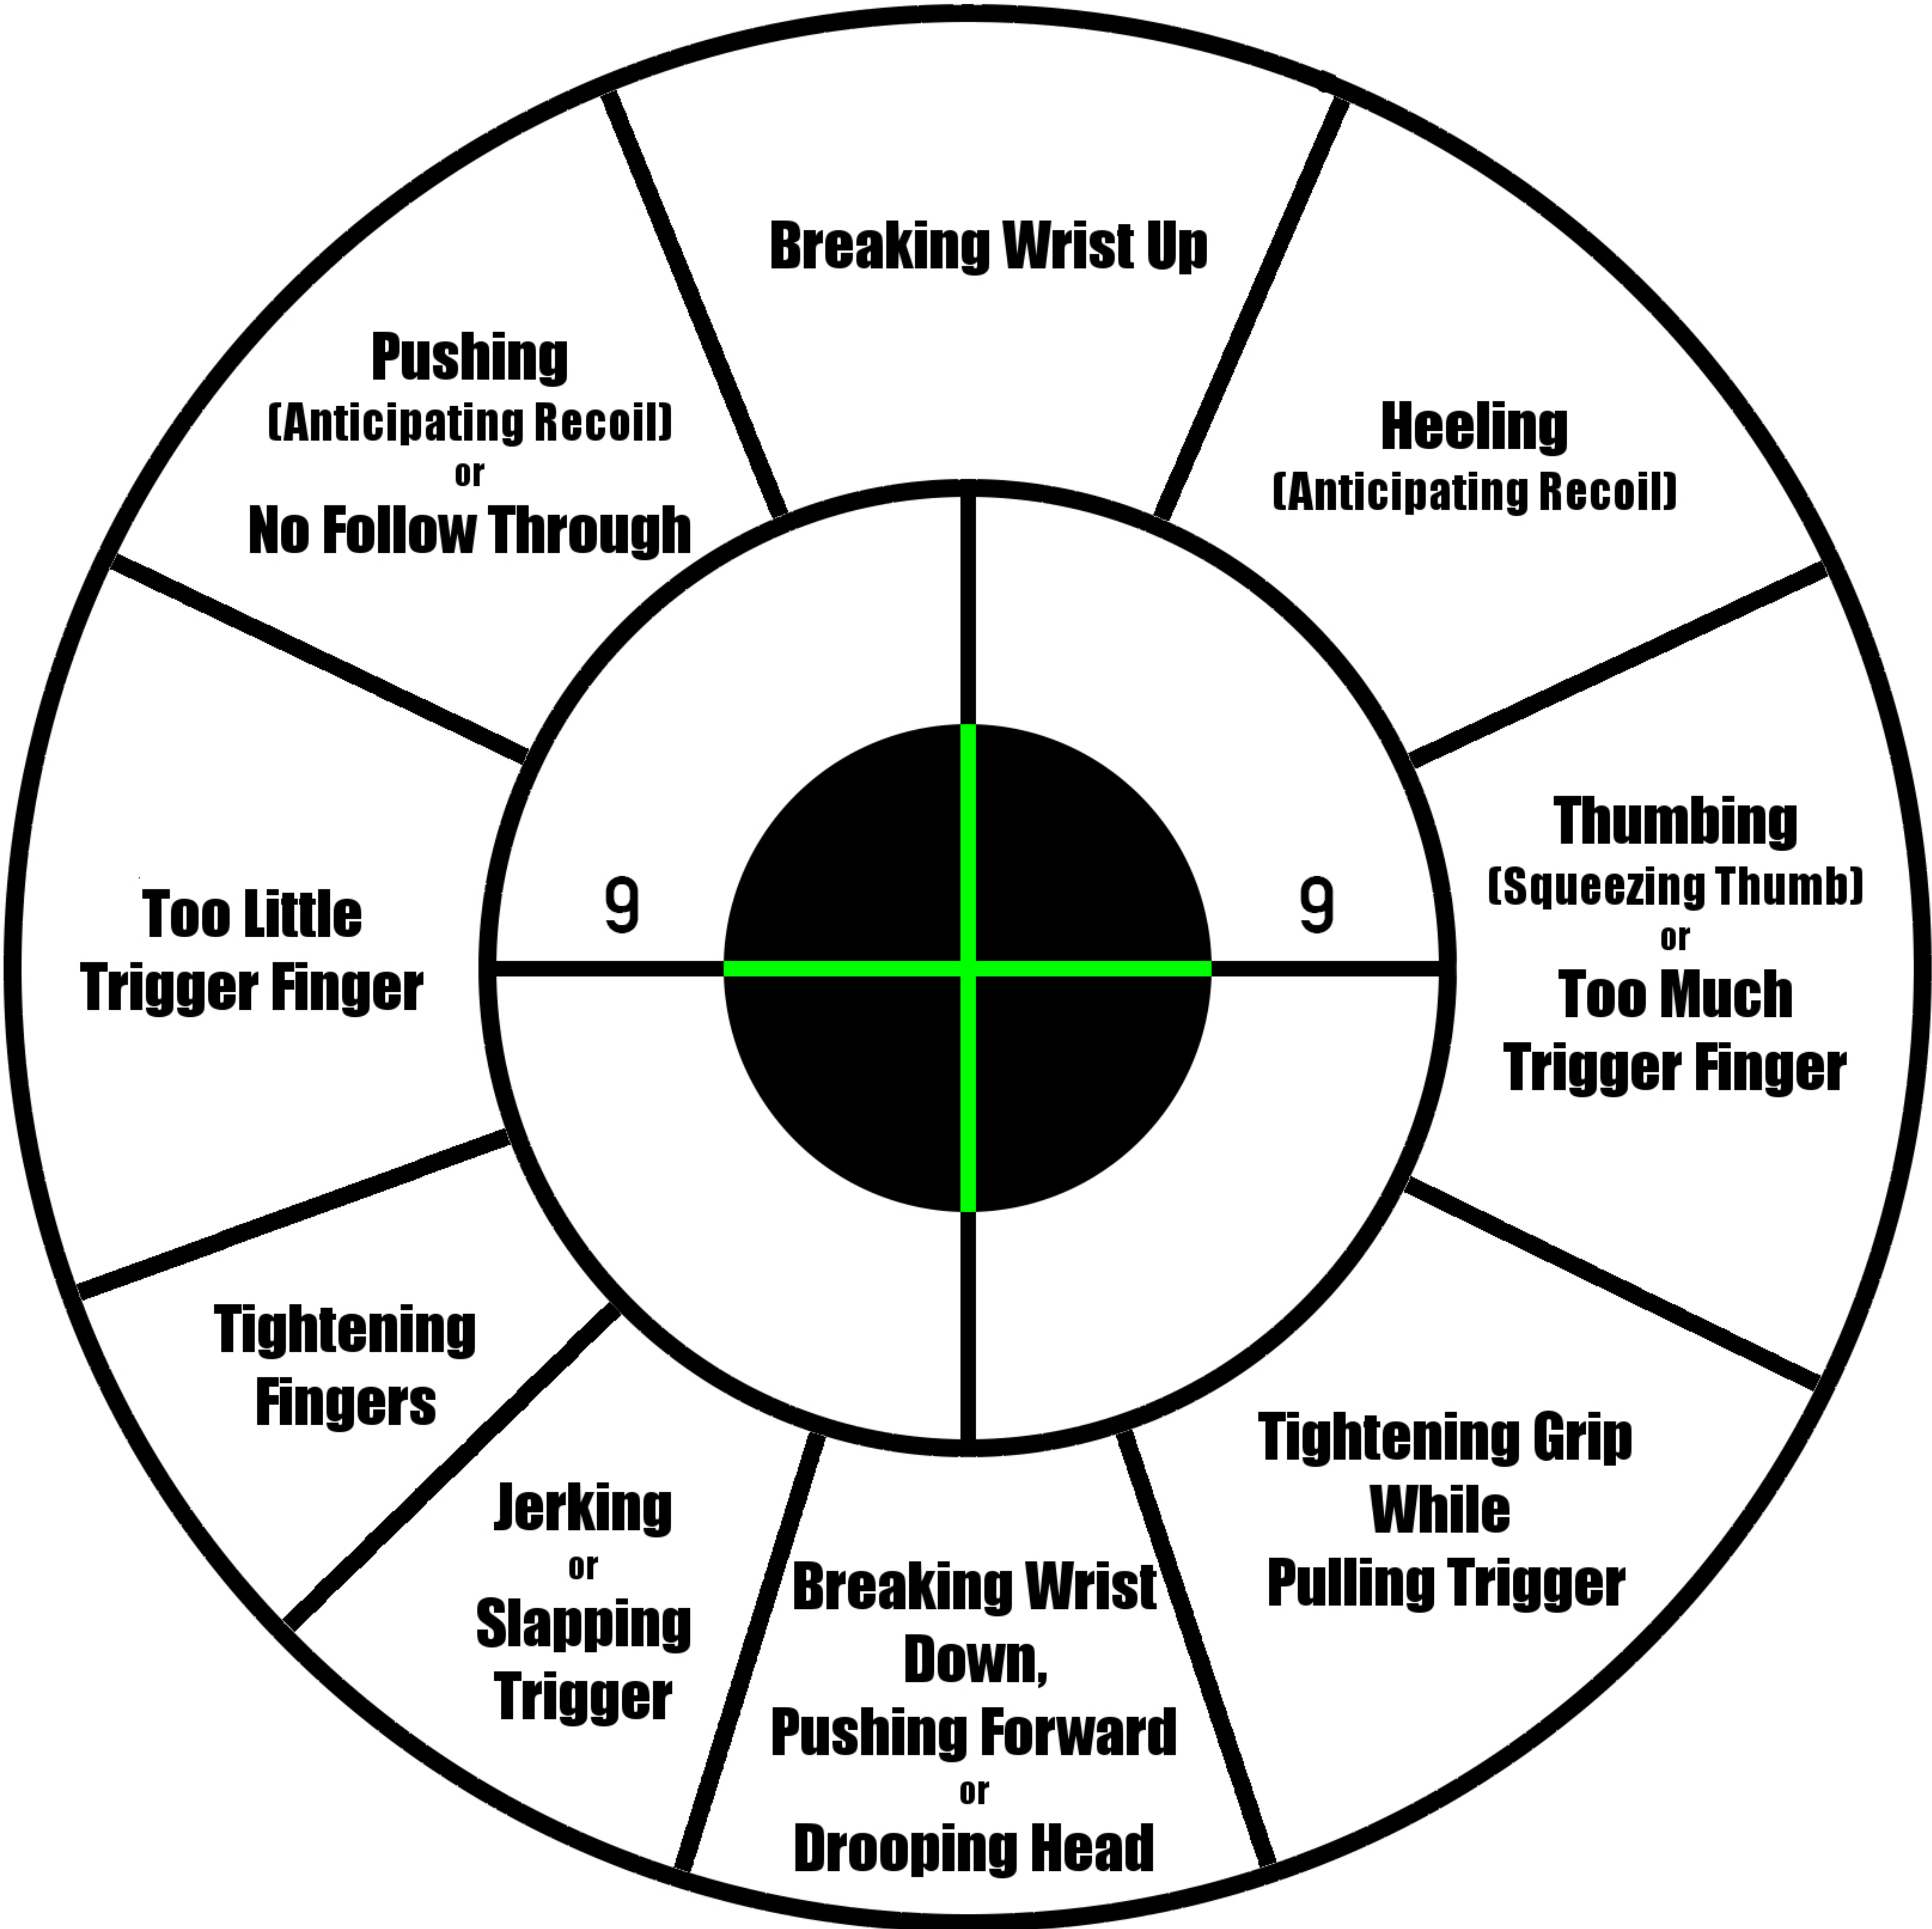 Breaking Wrist Up
Pushing
(Anticipating Recoil)
or
No Follow Through
Heeling
(Anticipating Recoil)
Thumbing
(Squeezing Thumb)
or
Too Much
Trigger Finger
Too Little
Trigger Finger
9
9
Tightening
Fingers
Jerking
or
Slapping
Trigger
Breaking Wrist
Down,
Pushing Forward
or
Drooping Head
Tightening Grip
While
Pulling Trigger